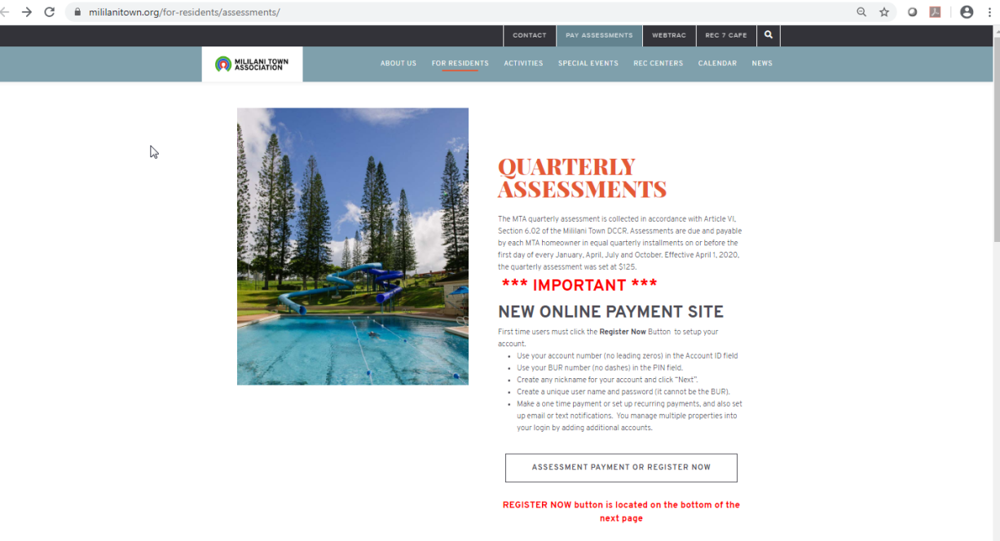 mililanitown.org/for-residents/assessments/
CONTACT PAY ASSESSMENTS WEBTRAC REC 7 CAFE
MILILANI TOWN
ASSOCIATION
ABOUT US FOR RESIDENTS ACTIVITIES SPECIAL EVENTS REC CENTERS CALENDAR NEWS
QUARTERLY
ASSESSMENTS
The MTA quarterly assessment is collected in accordance with Article VI,
Section 6.02 of the Mililani Town DCCR. Assessments are due and payable
by each MTA homeowner in equal quarterly installments on or before the
first day of every January, April, July and October. Effective April 1, 2020,
the quarterly assessment was set at $125.
*** IMPORTANT ***
NEW ONLINE PAYMENT SITE
First time users must click the Register Now Button to setup your
account.
• Use your account number (no leading zeros) in the Account ID field
• Use your BUR number (no dashes) in the PIN field.
• Create any nickname for your account and click “Next”.
• Create a unique user name and password (it cannot be the BUR).
• Make a one time payment or set up recurring payments, and also set
up email or text notifications. You manage multiple properties into
your login by adding additional accounts.
ASSESSMENT PAYMENT OR REGISTER NOW
REGISTER NOW button is located on the bottom of the
next page